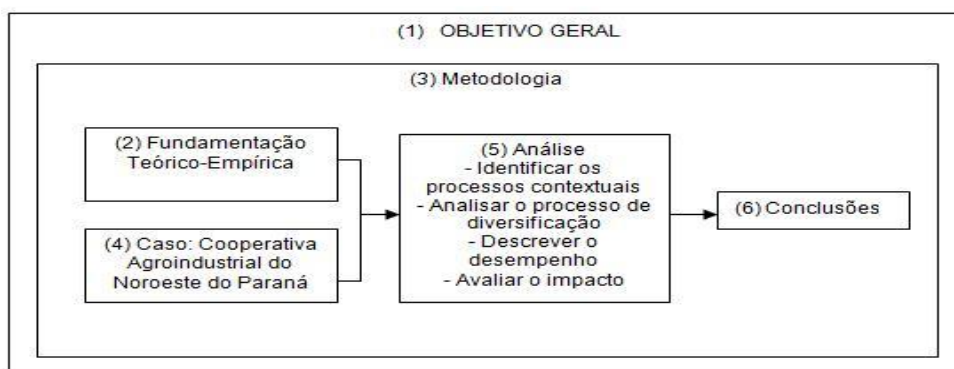 (1) OBJETIVO GERAL
(3) Metodologia
(2) Fundamentação
Teórico-Empírica
(4) Caso: Cooperativa
Agroindustrial do
Noroeste do Paraná
(5) Análise
- Identificar os
processos contextuais
- Analisar o processo de
diversificação
- Descrever o
desempenho
- Avaliar o impacto
(6) Conclusões